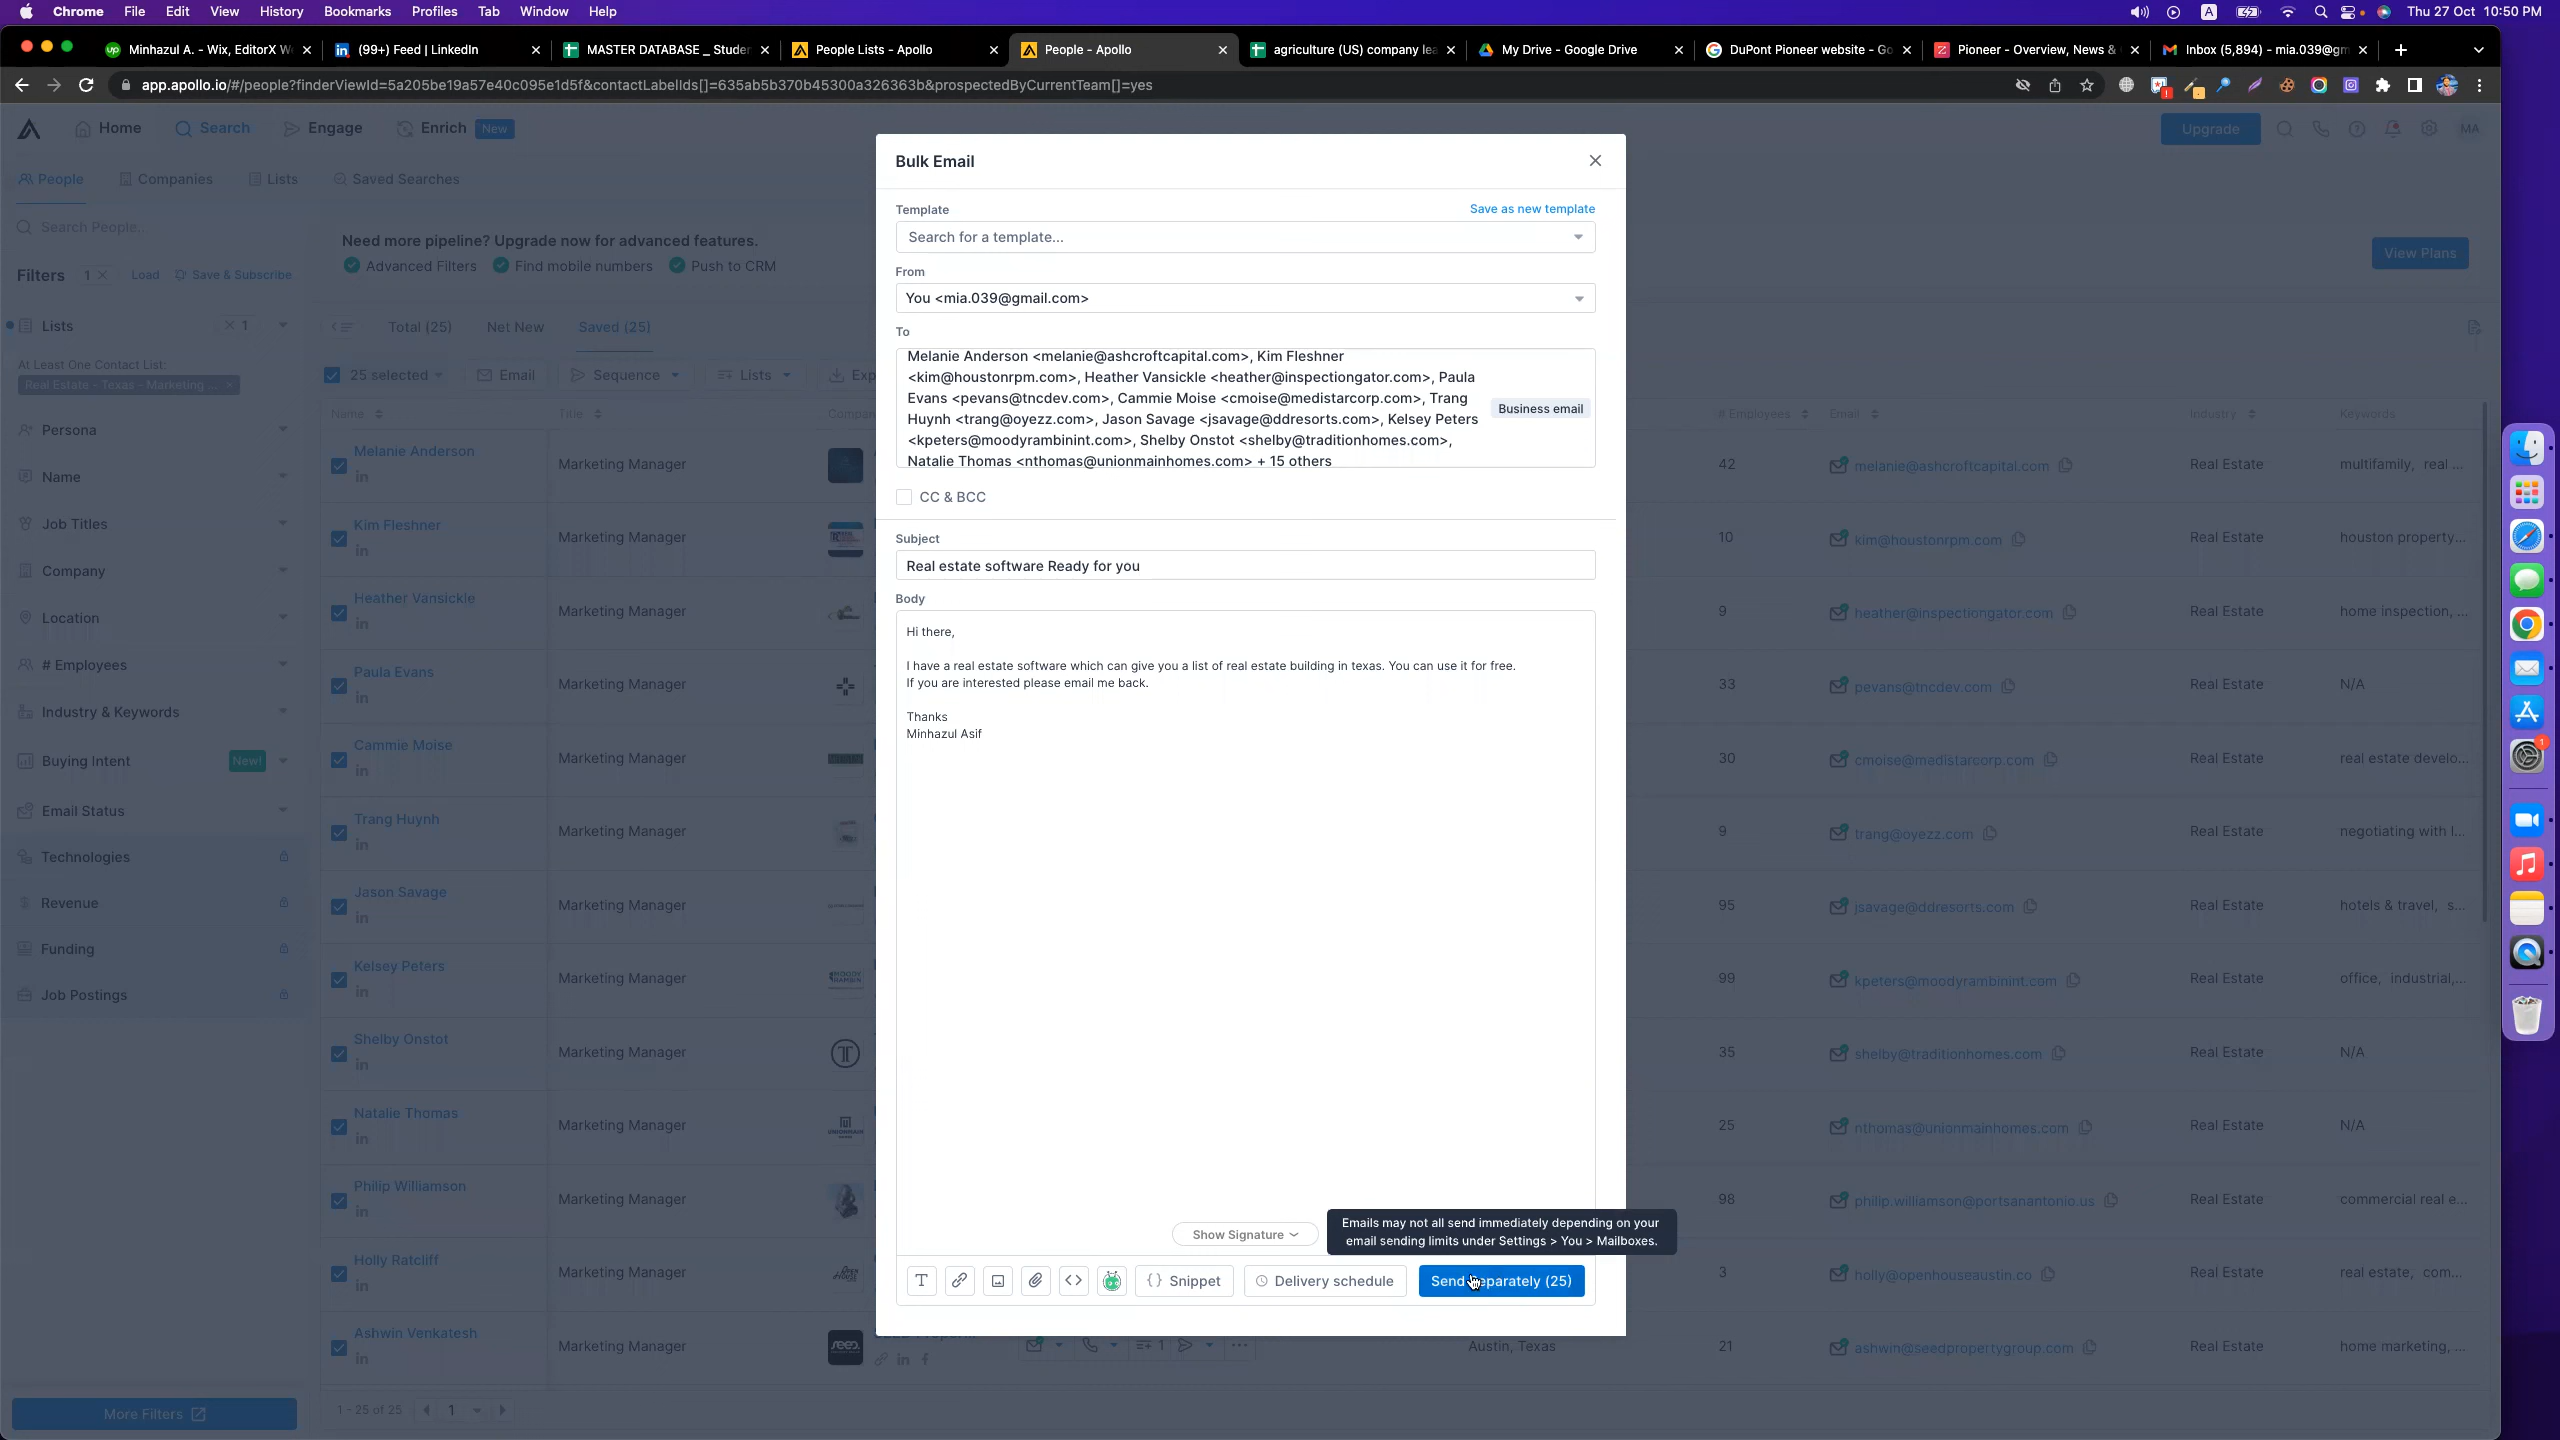 Chrome File Edit View History Bookmarks Profiles Tab Window Help A Thu 27 Oct 10:50 PM
Minhazul A. - Wix, EditorX W (99+) Feed | LinkedIn MASTER DATABASE _ Studen People Lists - Apollo People - Apollo agriculture (US) company lea My Drive - Google Drive DuPont Pioneer website - Go Pioneer - Overview, News & Inbox (5,894) - mia.039@gm
app.apollo.io/#/people?finderViewId=5a205be19a57e40c095e1d5f&contactLabelIds[]=635ab5b370b45300a326363b&prospectedByCurrentTeam[]=yes
Home Search Engage Enrich New Upgrade MA
People Companies Lists Saved Searches
Search People..
Filters 1 Load Save & Subscribe
Lists 1
At Least One Contact List:
Real Estate - Texas - Marketing ...
Persona
Name
Job Titles
Company
Location
# Employees
Industry & Keywords
Buying Intent New!
Email Status
Technologies
Revenue
Funding
Job Postings
More Filters
Need more pipeline? Upgrade now for advanced features.
Advanced Filters Find mobile numbers Push to CRM
View Plans
Total (25) Net New Saved (25)
25 selected Email Sequence Lists Exp
Name Title Company # Employees Email Industry Keywords
Melanie Anderson Marketing Manager 42 melanie@ashcroftcapital.com Real Estate multifamily, real ...
Kim Fleshner Marketing Manager 10 kim@houstonrpm.com Real Estate houston property...
Heather Vansickle Marketing Manager 9 heather@inspectiongator.com Real Estate home inspection, ...
Paula Evans Marketing Manager 33 pevans@tncdev.com Real Estate N/A
Cammie Moise Marketing Manager 30 cmoise@medistarcorp.com Real Estate real estate develo...
Trang Huynh Marketing Manager 9 trang@oyezz.com Real Estate negotiating with l...
Jason Savage Marketing Manager 95 jsavage@ddresorts.com Real Estate hotels & travel, s...
Kelsey Peters Marketing Manager 99 kpeters@moodyrambinint.com Real Estate office, industrial,...
Shelby Onstot Marketing Manager 35 shelby@traditionhomes.com Real Estate N/A
Natalie Thomas Marketing Manager 25 nthomas@unionmainhomes.com Real Estate N/A
Philip Williamson Marketing Manager 98 philip.williamson@portsanantonio.us Real Estate commercial real e...
Holly Ratcliff Marketing Manager 3 holly@openhouseaustin.co Real Estate real estate, com...
Ashwin Venkatesh Marketing Manager 1 Austin, Texas 21 ashwin@seedpropertygroup.com Real Estate home marketing, ...
1 - 25 of 25 1
Bulk Email
Template Save as new template
Search for a template...
From
You <mia.039@gmail.com>
To
Melanie Anderson <melanie@ashcroftcapital.com>, Kim Fleshner
<kim@houstonrpm.com>, Heather Vansickle <heather@inspectiongator.com>, Paula
Evans <pevans@tncdev.com>, Cammie Moise <cmoise@medistarcorp.com>, Trang
Huynh <trang@oyezz.com>, Jason Savage <jsavage@ddresorts.com>, Kelsey Peters
<kpeters@moodyrambinint.com>, Shelby Onstot <shelby@traditionhomes.com>,
Natalie Thomas <nthomas@unionmainhomes.com> + 15 others
Business email
CC & BCC
Subject
Real estate software Ready for you
Body
Hi there,
I have a real estate software which can give you a list of real estate building in texas. You can use it for free.
If you are interested please email me back.
Thanks
Minhazul Asif
Show Signature
Emails may not all send immediately depending on your
email sending limits under Settings > You > Mailboxes.
T Snippet Delivery schedule Send eparately (25)